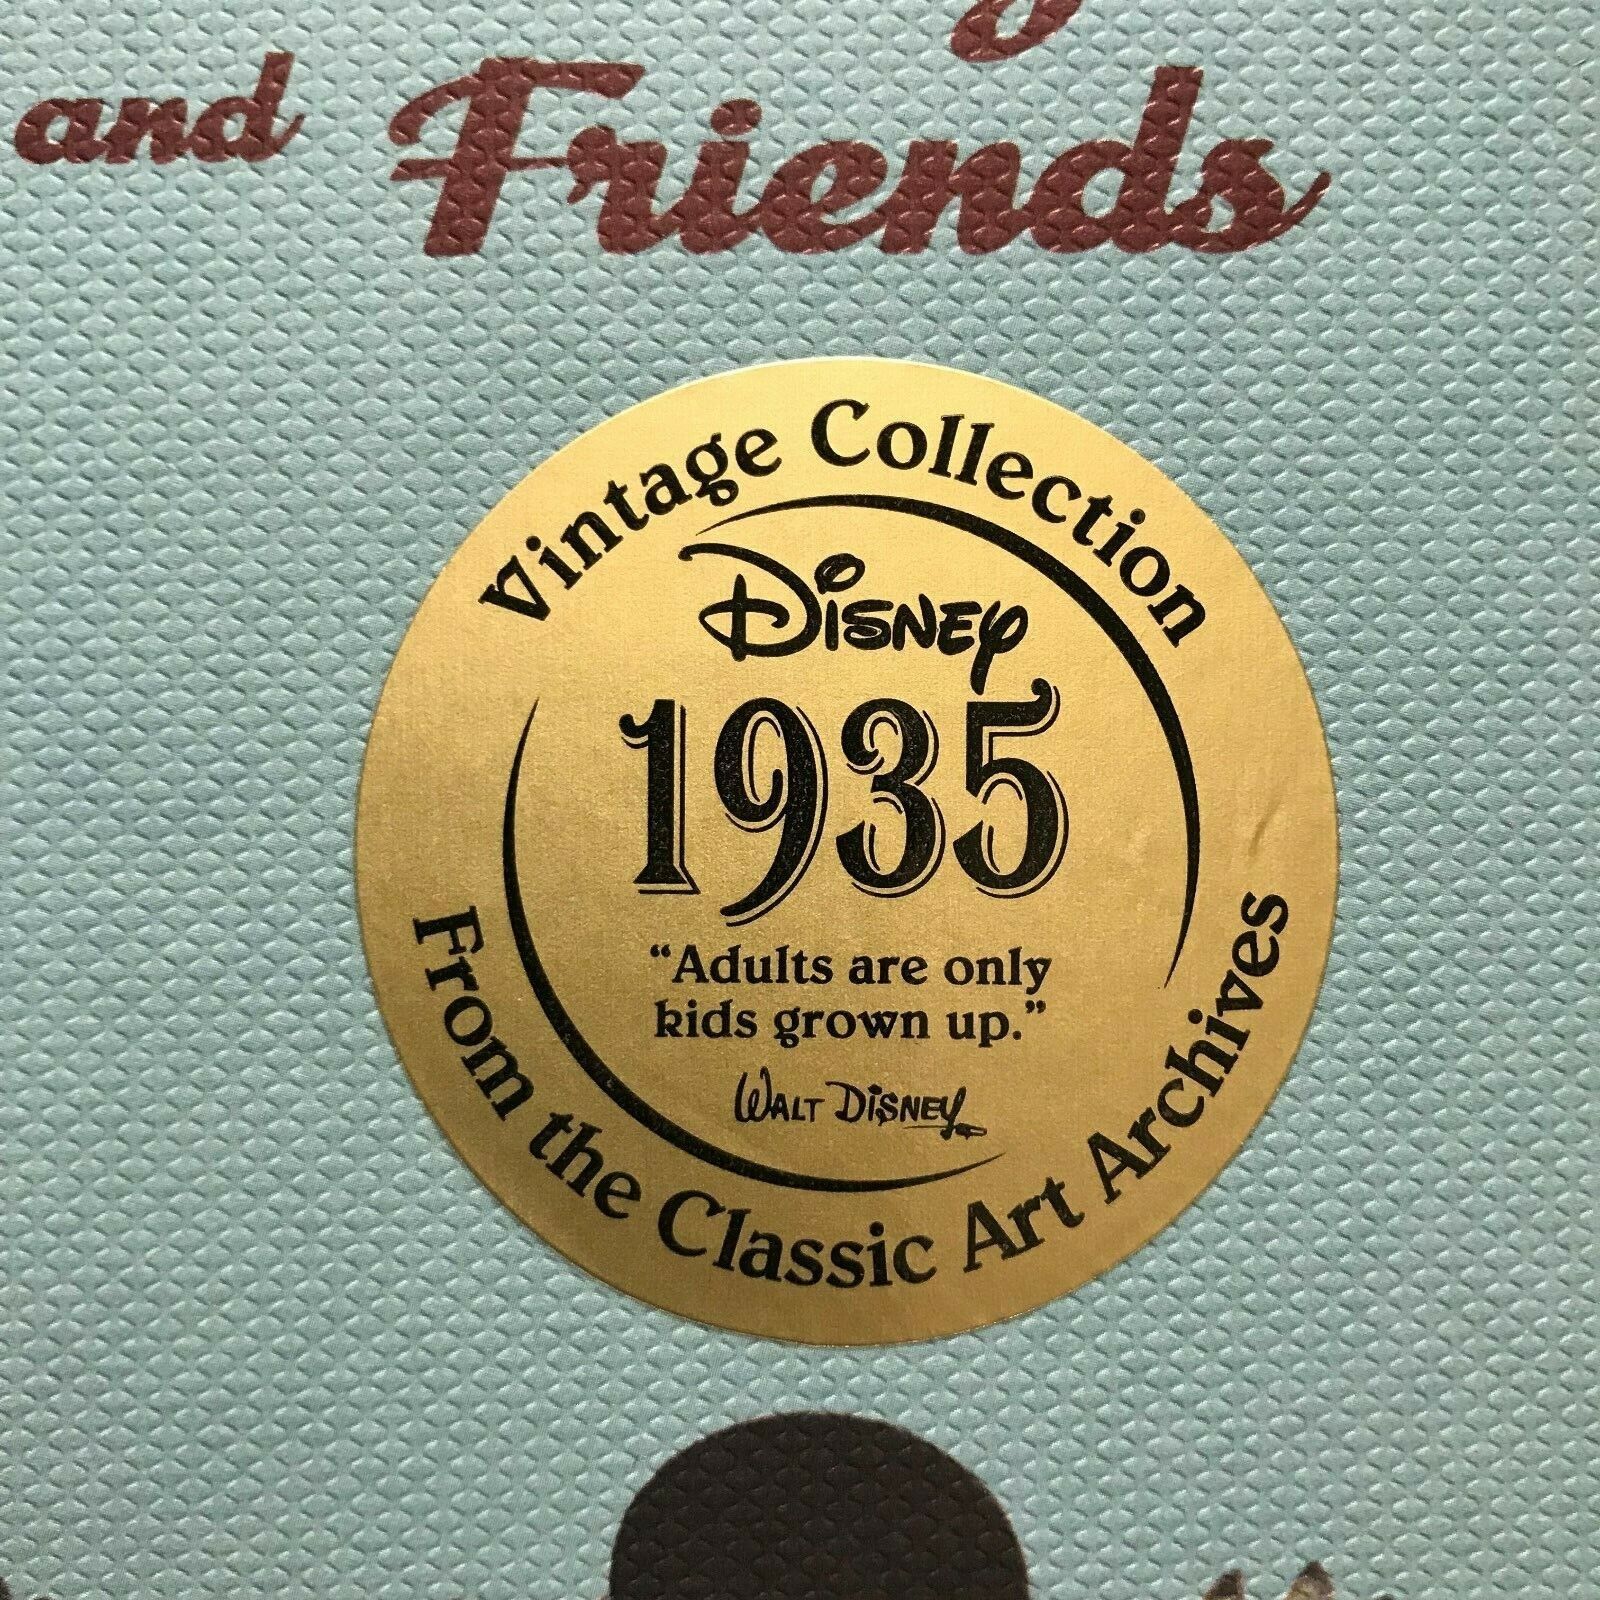 and Friends
Vintage Collection
Disney
1935
“Adults are only
kids grown up.”
Walt Disney
From the Classic Art Archives